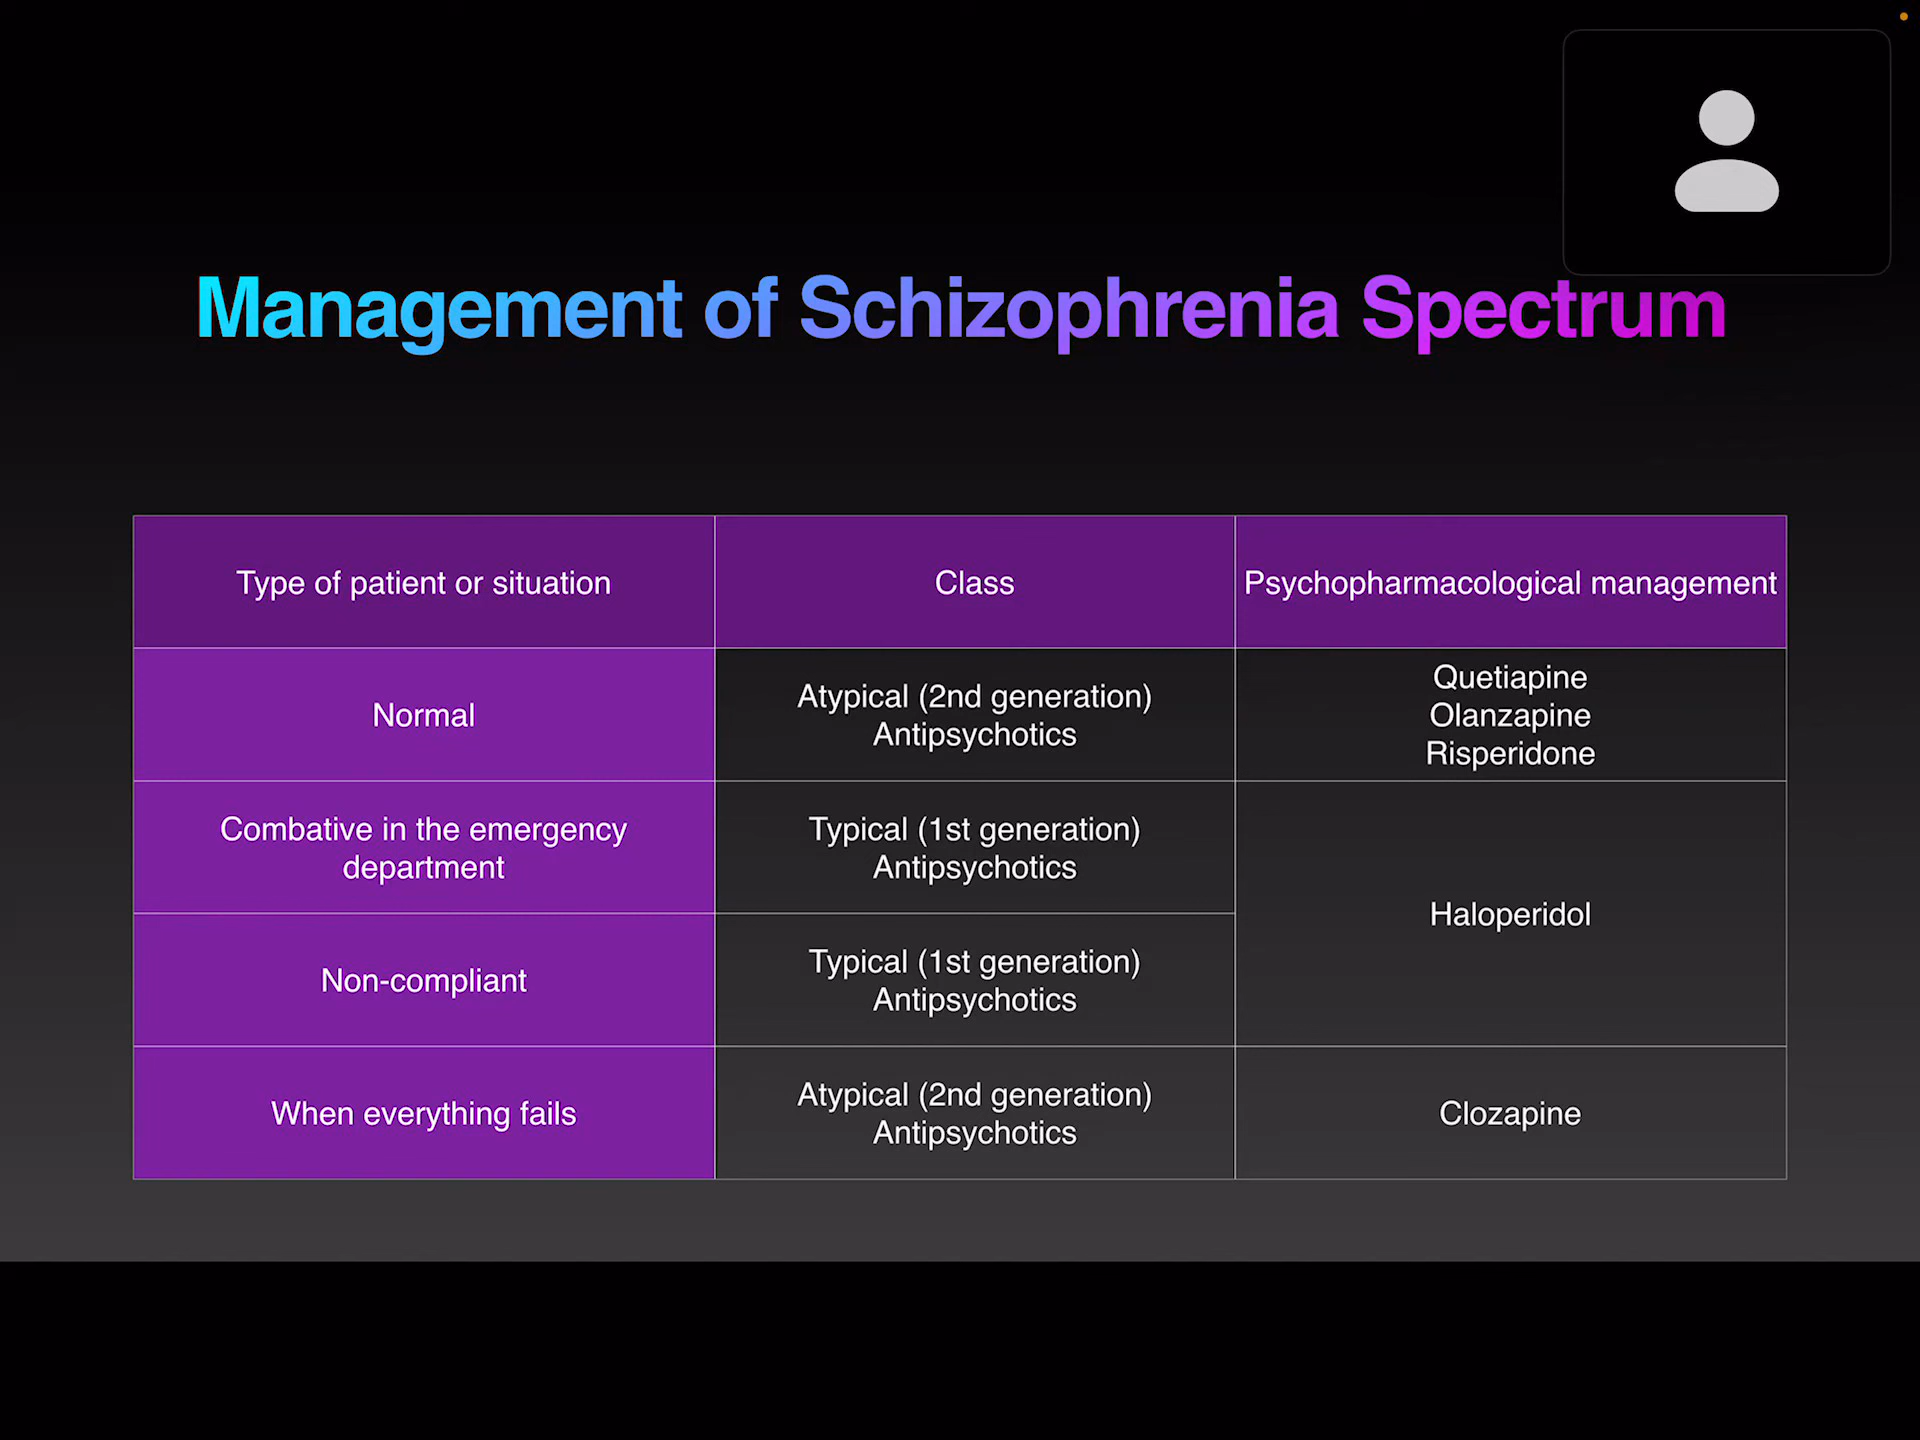 Management of Schizophrenia Spectrum
Type of patient or situation
Class
Psychopharmacological management
Normal
Atypical (2nd generation)
Antipsychotics
Quetiapine
Olanzapine
Risperidone
Combative in the emergency
department
Typical (1st generation)
Antipsychotics
Haloperidol
Non-compliant
Typical (1st generation)
Antipsychotics
When everything fails
Atypical (2nd generation)
Antipsychotics
Clozapine